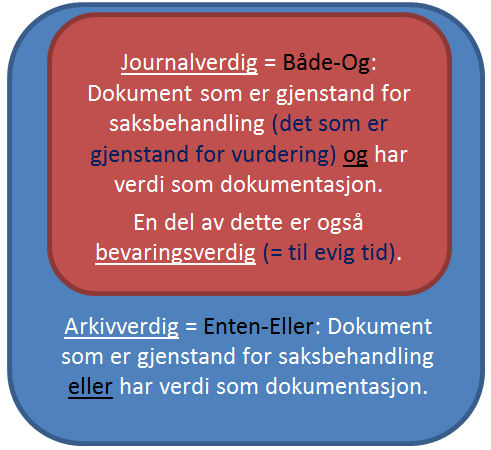 Journalverdig = Både-Og:
Dokument som er gjenstand for
saksbehandling (det som er
gjenstand for vurdering) og har
verdi som dokumentasjon.
En del av dette er også
bevaringsverdig (= til evig tid).
Arkivverdig = Enten-Eller: Dokument
som er gjenstand for saksbehandling
eller har verdi som dokumentasjon.